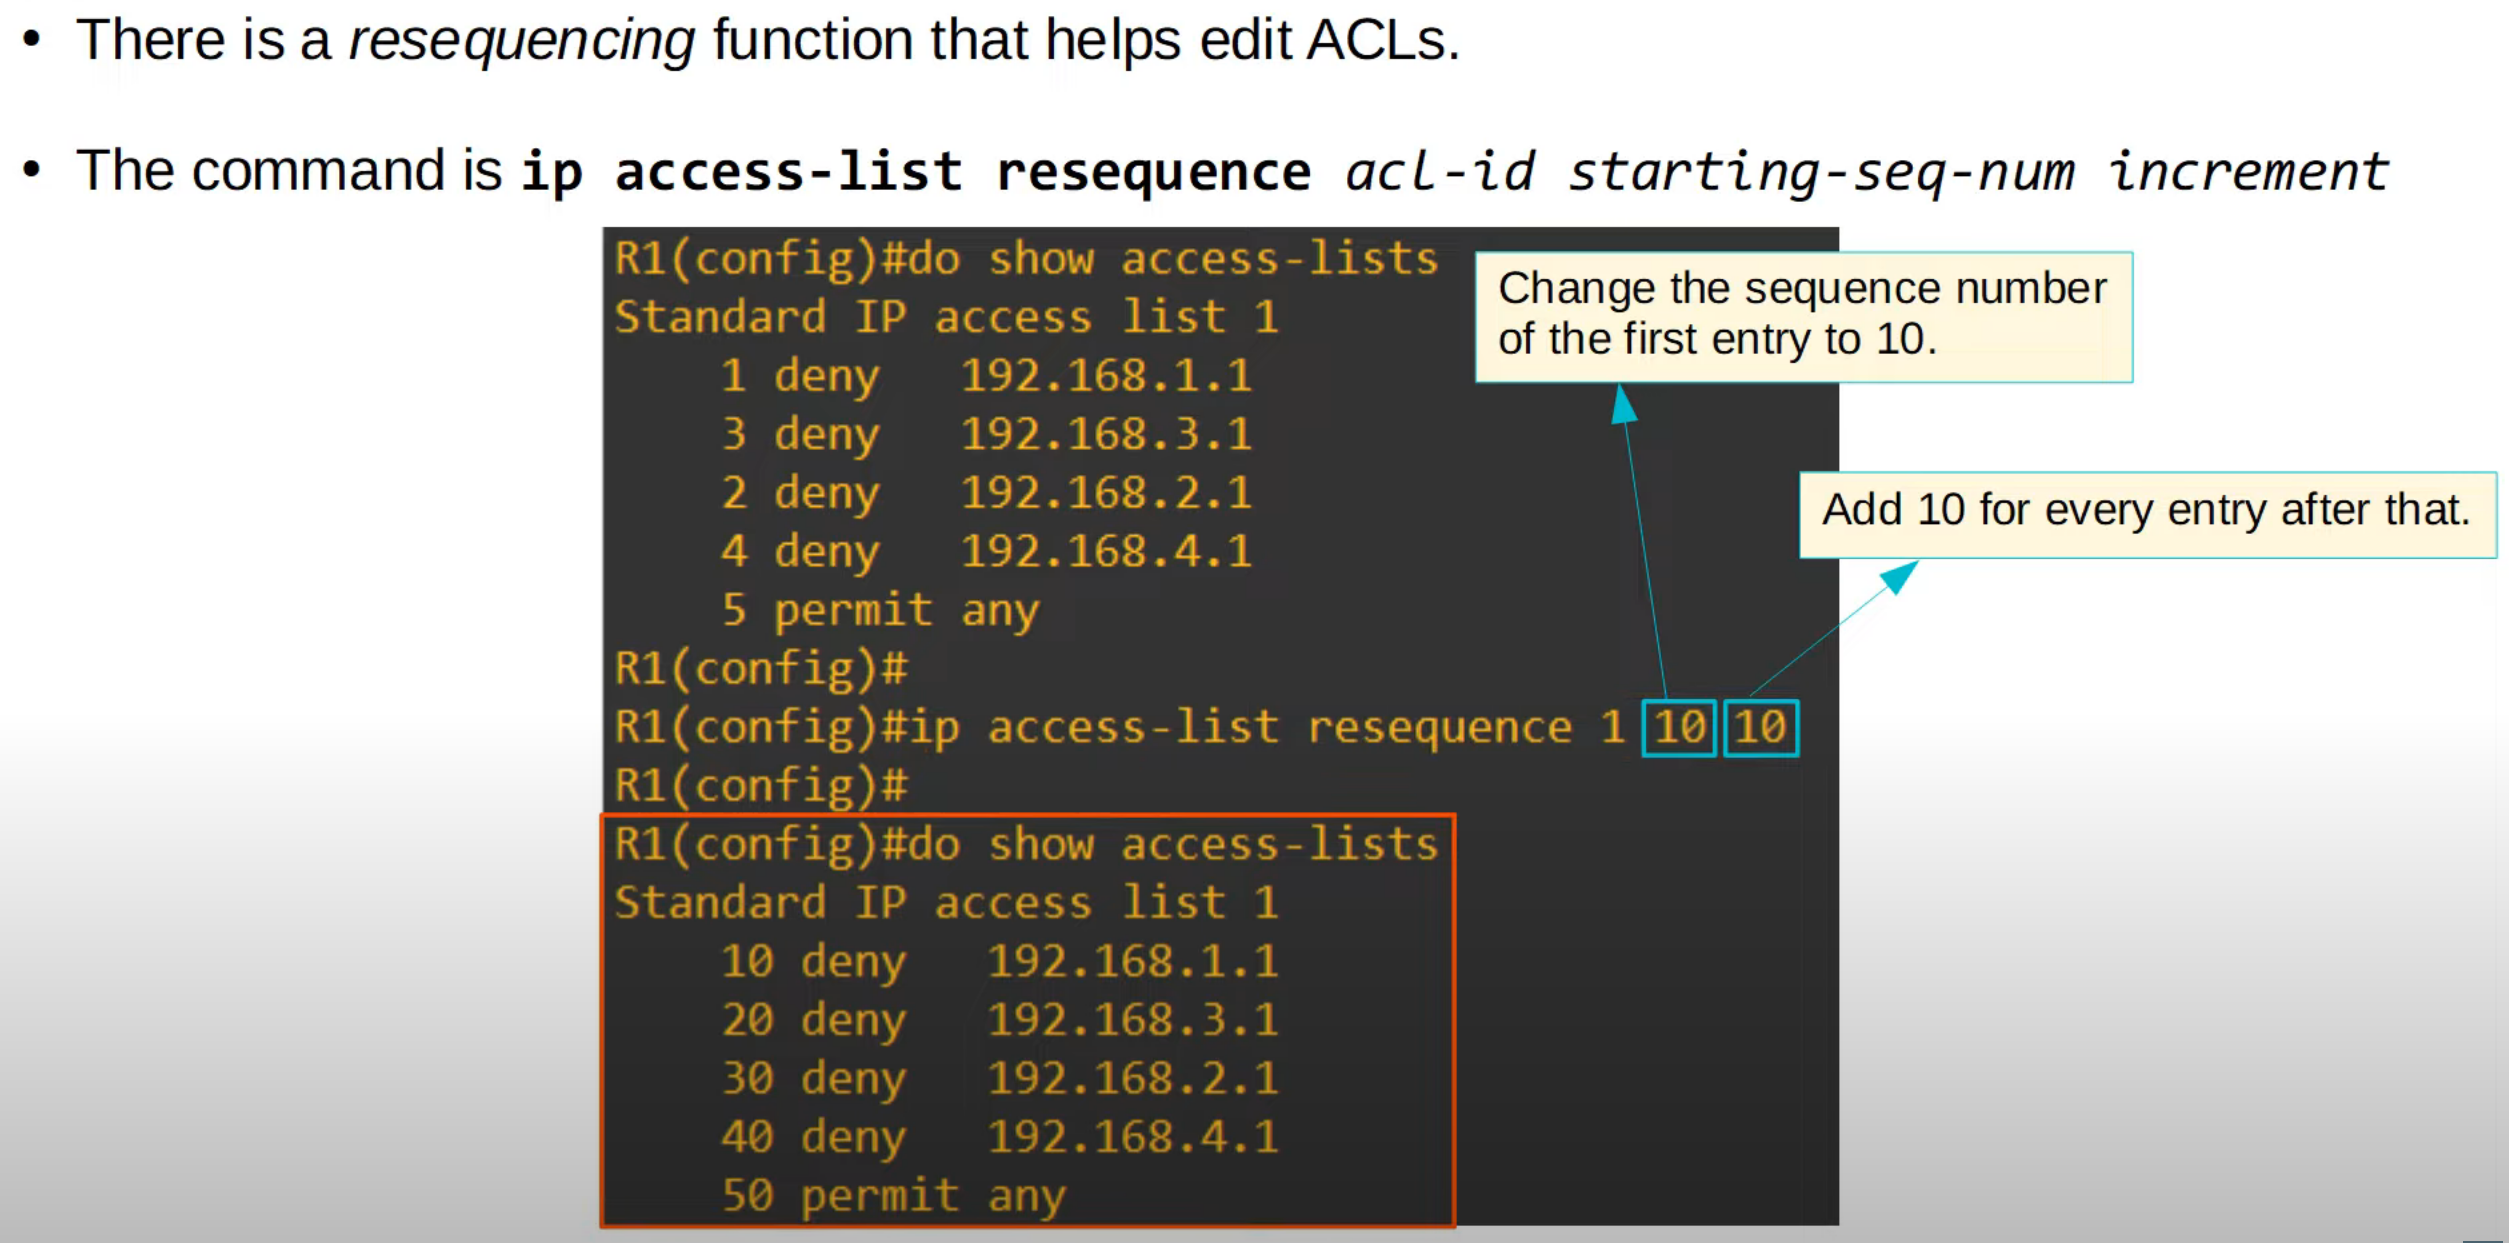 • There is a resequencing function that helps edit ACLs.
• The command is ip access-list resequence acl-id starting-seq-num increment
R1(config)#do show access-lists
Standard IP access list 1
1 deny 192.168.1.1
3 deny 192.168.3.1
2 deny 192.168.2.1
4 deny 192.168.4.1
5 permit any
R1(config)#
R1(config)#ip access-list resequence 1 10 10
R1(config)#
R1(config)#do show access-lists
Standard IP access list 1
10 deny 192.168.1.1
20 deny 192.168.3.1
30 deny 192.168.2.1
40 deny 192.168.4.1
50 permit any
Change the sequence number
of the first entry to 10.
Add 10 for every entry after that.